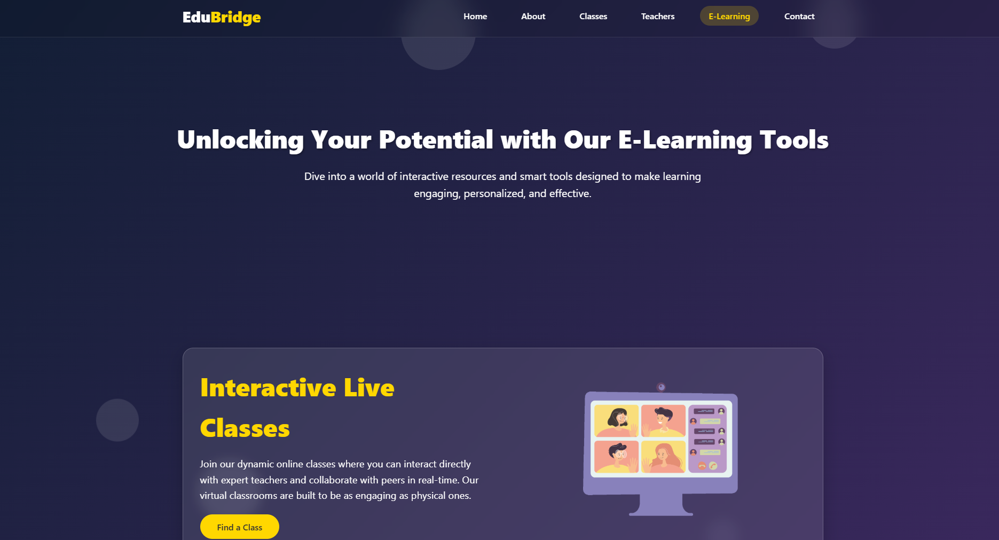 EduBridge
Home About Classes Teachers E-Learning Contact
Unlocking Your Potential with Our E-Learning Tools
Dive into a world of interactive resources and smart tools designed to make learning
engaging, personalized, and effective.
Interactive Live
Classes
Join our dynamic online classes where you can interact directly
with expert teachers and collaborate with peers in real-time. Our
virtual classrooms are built to be as engaging as physical ones.
Find a Class